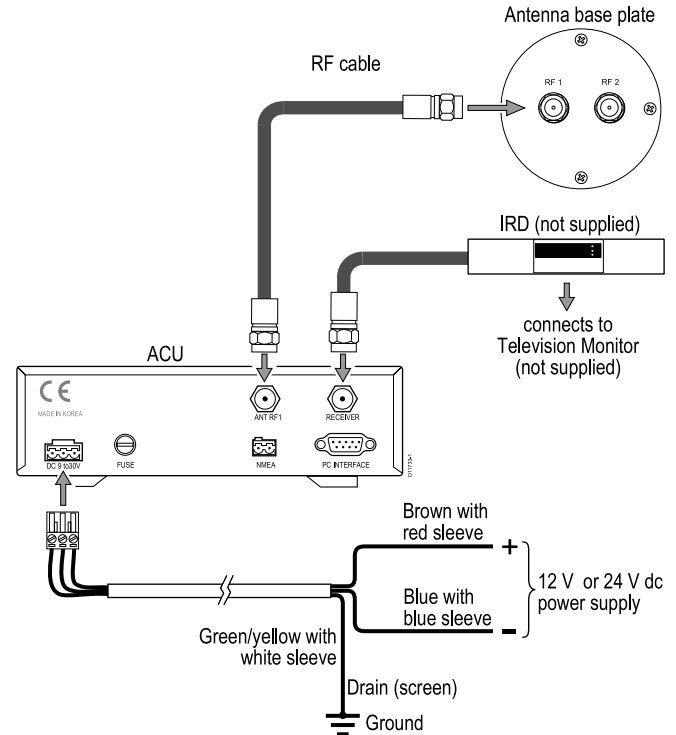 Antenna base plate
RF cable
RF 1
RF 2
IRD (not supplied)
connects to
Television Monitor
(not supplied)
ACU
CE
MADE IN KOREA
ANT RF1
RECEIVER
DC 9 to30V
FUSE
NMEA
PC INTERFACE
D11733-1
Brown with
red sleeve
+
12 V or 24 V dc
power supply
Blue with
blue sleeve
-
Green/yellow with
white sleeve
Drain (screen)
Ground